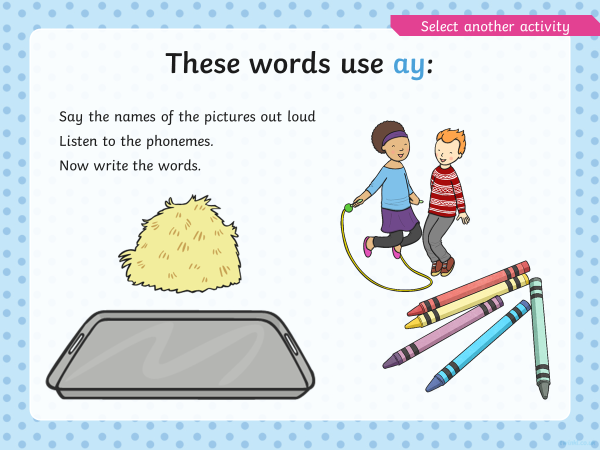 Select another activity
These words use ay:
Say the names of the pictures out loud
Listen to the phonemes.
Now write the words.